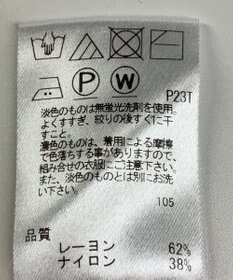 P23T
P
W
淡色のものは無蛍光洗剤を使用。
よくすすぎ、絞りの後すぐに干
すこと。
濃色のものは、着用による摩擦
で色落ちする事がありますので、
組み合せの衣服にご注意下さい。
また、淡色のものとは別にお洗
い下さい。
105
品質
レーヨン 62%
ナイロン 38%